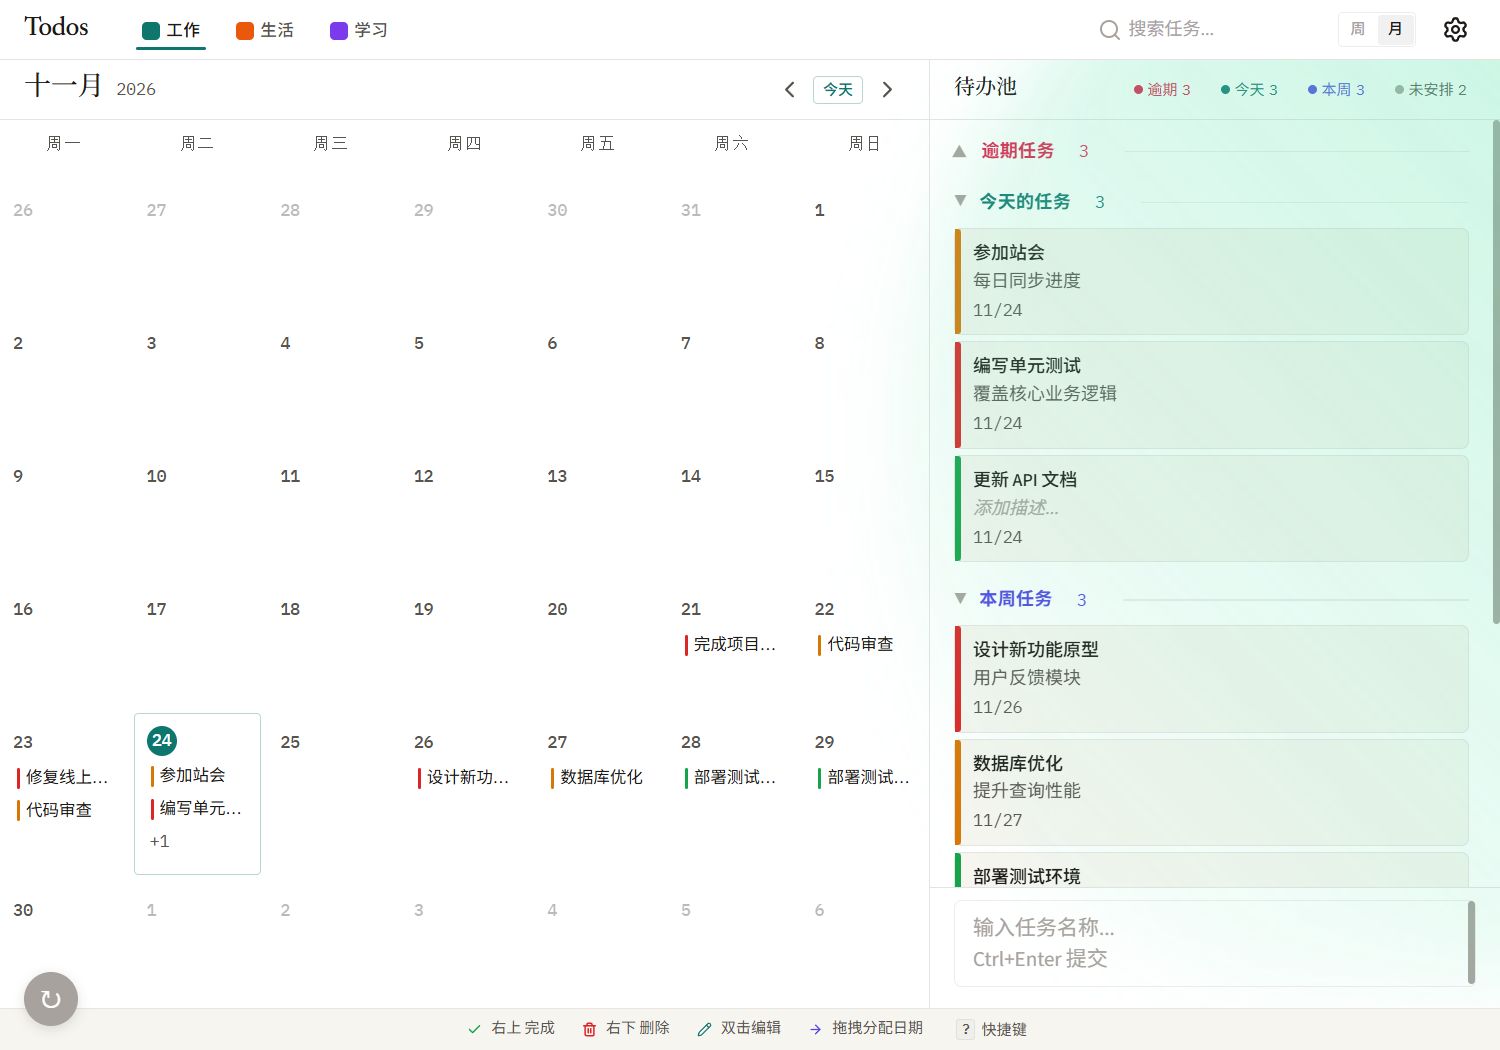 Todos 工作 生活 学习 搜索任务... 周 月
十一月 2026 今天
周一 周二 周三 周四 周五 周六 周日
26 27 28 29 30 31 1
2 3 4 5 6 7 8
9 10 11 12 13 14 15
16 17 18 19 20 21 22
完成项目... 代码审查
23 24 25 26 27 28 29
修复线上... 参加站会 设计新功... 数据库优化 部署测试... 部署测试...
代码审查 编写单元...
+1
30 1 2 3 4 5 6
待办池 逾期 3 今天 3 本周 3 未安排 2
逾期任务 3
今天的任务 3
参加站会
每日同步进度
11/24
编写单元测试
覆盖核心业务逻辑
11/24
更新 API 文档
添加描述...
11/24
本周任务 3
设计新功能原型
用户反馈模块
11/26
数据库优化
提升查询性能
11/27
部署测试环境
输入任务名称...
Ctrl+Enter 提交
右上 完成 右下 删除 双击编辑 拖拽分配日期 ? 快捷键